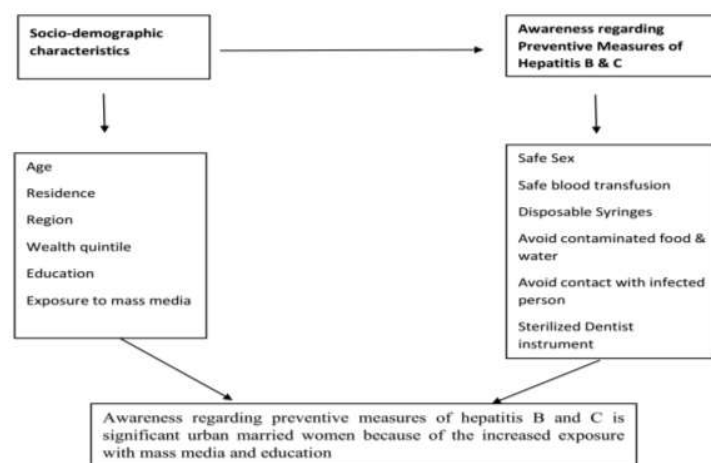 Socio-demographic
characteristics
Awareness regarding
Preventive Measures of
Hepatitis B & C
Age
Residence
Region
Wealth quintile
Education
Exposure to mass media
Safe Sex
Safe blood transfusion
Disposable Syringes
Avoid contaminated food &
water
Avoid contact with infected
person
Sterilized Dentist
instrument
Awareness regarding preventive measures of hepatitis B and C is
significant urban married women because of the increased exposure
with mass media and education